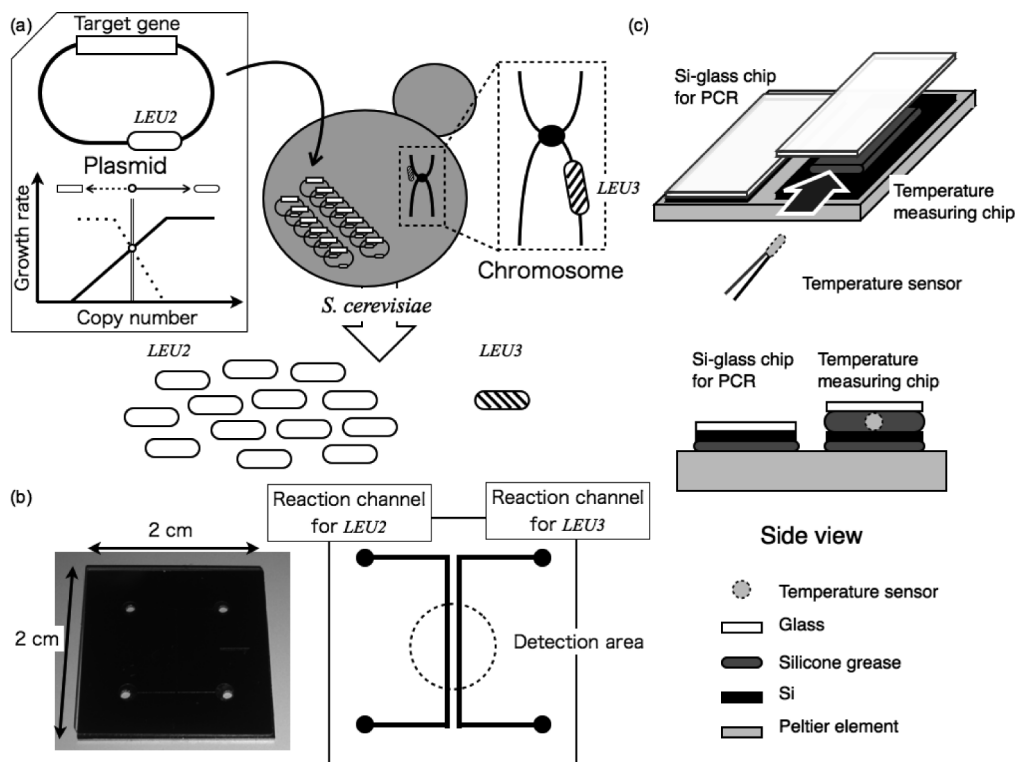 (a)
Target gene
LEU2
Plasmid
Growth rate
Copy number
LEU3
Chromosome
S. cerevisiae
LEU2
LEU3
(b)
2 cm
2 cm
Reaction channel
for LEU2
Reaction channel
for LEU3
Detection area
(c)
Si-glass chip
for PCR
Temperature
measuring chip
Temperature sensor
Si-glass chip
for PCR
Temperature
measuring chip
Side view
Temperature sensor
Glass
Silicone grease
Si
Peltier element